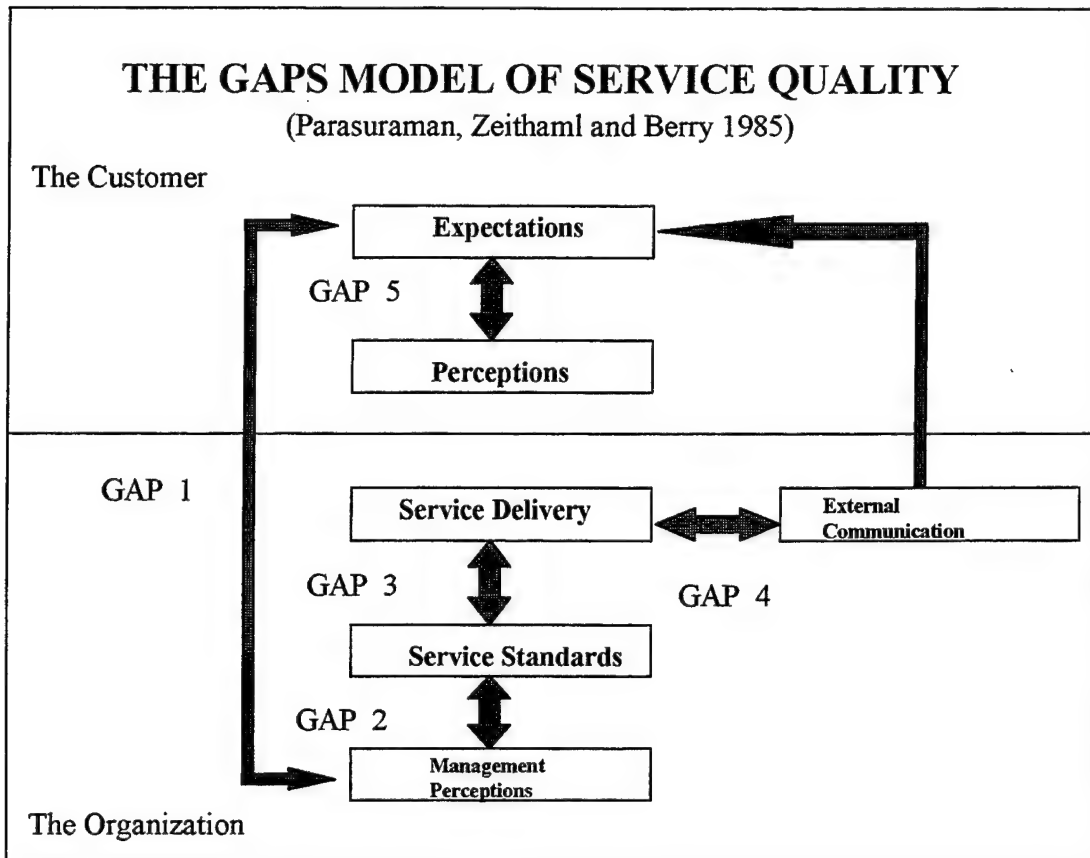 THE GAPS MODEL OF SERVICE QUALITY
(Parasuraman, Zeithaml and Berry 1985)
The Customer
Expectations
GAP 5
Perceptions
GAP 1
Service Delivery
External
Communication
GAP 3
GAP 4
Service Standards
GAP 2
Management
Perceptions
The Organization